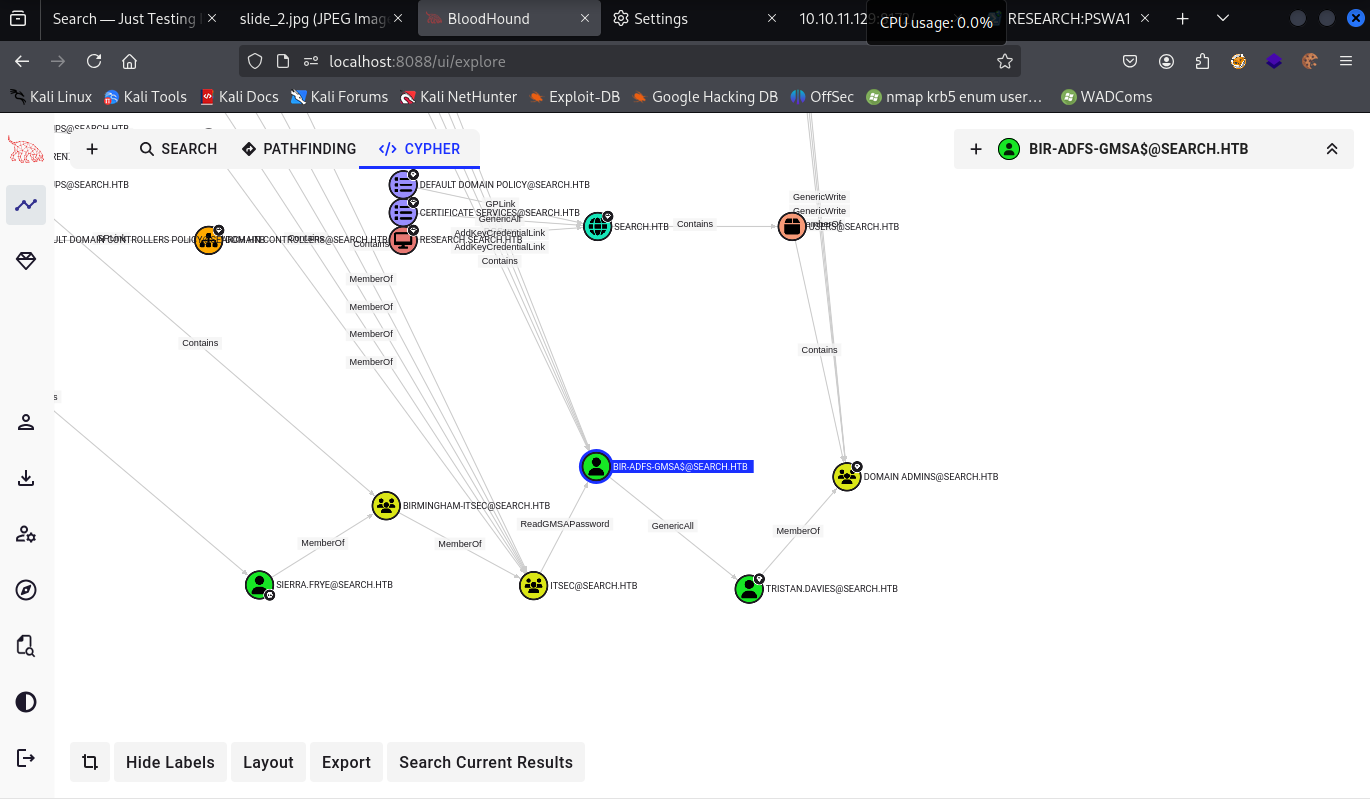 Search — Just Testing
slide_2.jpg (JPEG Imag
BloodHound
Settings
10.10.11.129
RESEARCH:PSWA1
CPU usage: 0.0%
localhost:8088/ui/explore
Kali Linux
Kali Tools
Kali Docs
Kali Forums
Kali NetHunter
Exploit-DB
Google Hacking DB
OffSec
nmap krb5 enum user…
WADComs
UPS@SEARCH.HTB
SEARCH
PATHFINDING
</> CYPHER
BIR-ADFS-GMSA$@SEARCH.HTB
REN.
UPS@SEARCH.HTB
DEFAULT DOMAIN POLICY@SEARCH.HTB
GenericWrite
GPLink
GenericWrite
CERTIFICATE SERVICES@SEARCH.HTB
GenericAll
MemberOf
SEARCH.HTB
Contains
USERS@SEARCH.HTB
AddKeyCredentialLink
GPLink
Contains
Contains
RESEARCH.SEARCH.HTB
AddKeyCredentialLink
Contains
MemberOf
MemberOf
MemberOf
Contains
Contains
MemberOf
BIR-ADFS-GMSA$@SEARCH.HTB
DOMAIN ADMINS@SEARCH.HTB
BIRMINGHAM-ITSEC@SEARCH.HTB
ReadGMSAPassword
GenericAll
MemberOf
MemberOf
MemberOf
SIERRA.FRYE@SEARCH.HTB
ITSEC@SEARCH.HTB
TRISTAN.DAVIES@SEARCH.HTB
Hide Labels
Layout
Export
Search Current Results